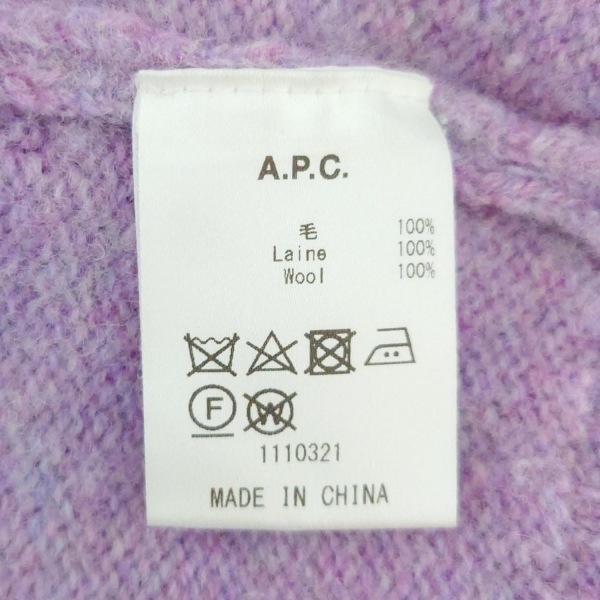 A.P.C.
毛 100%
Laine 100%
Wool 100%
F W
1110321
MADE IN CHINA